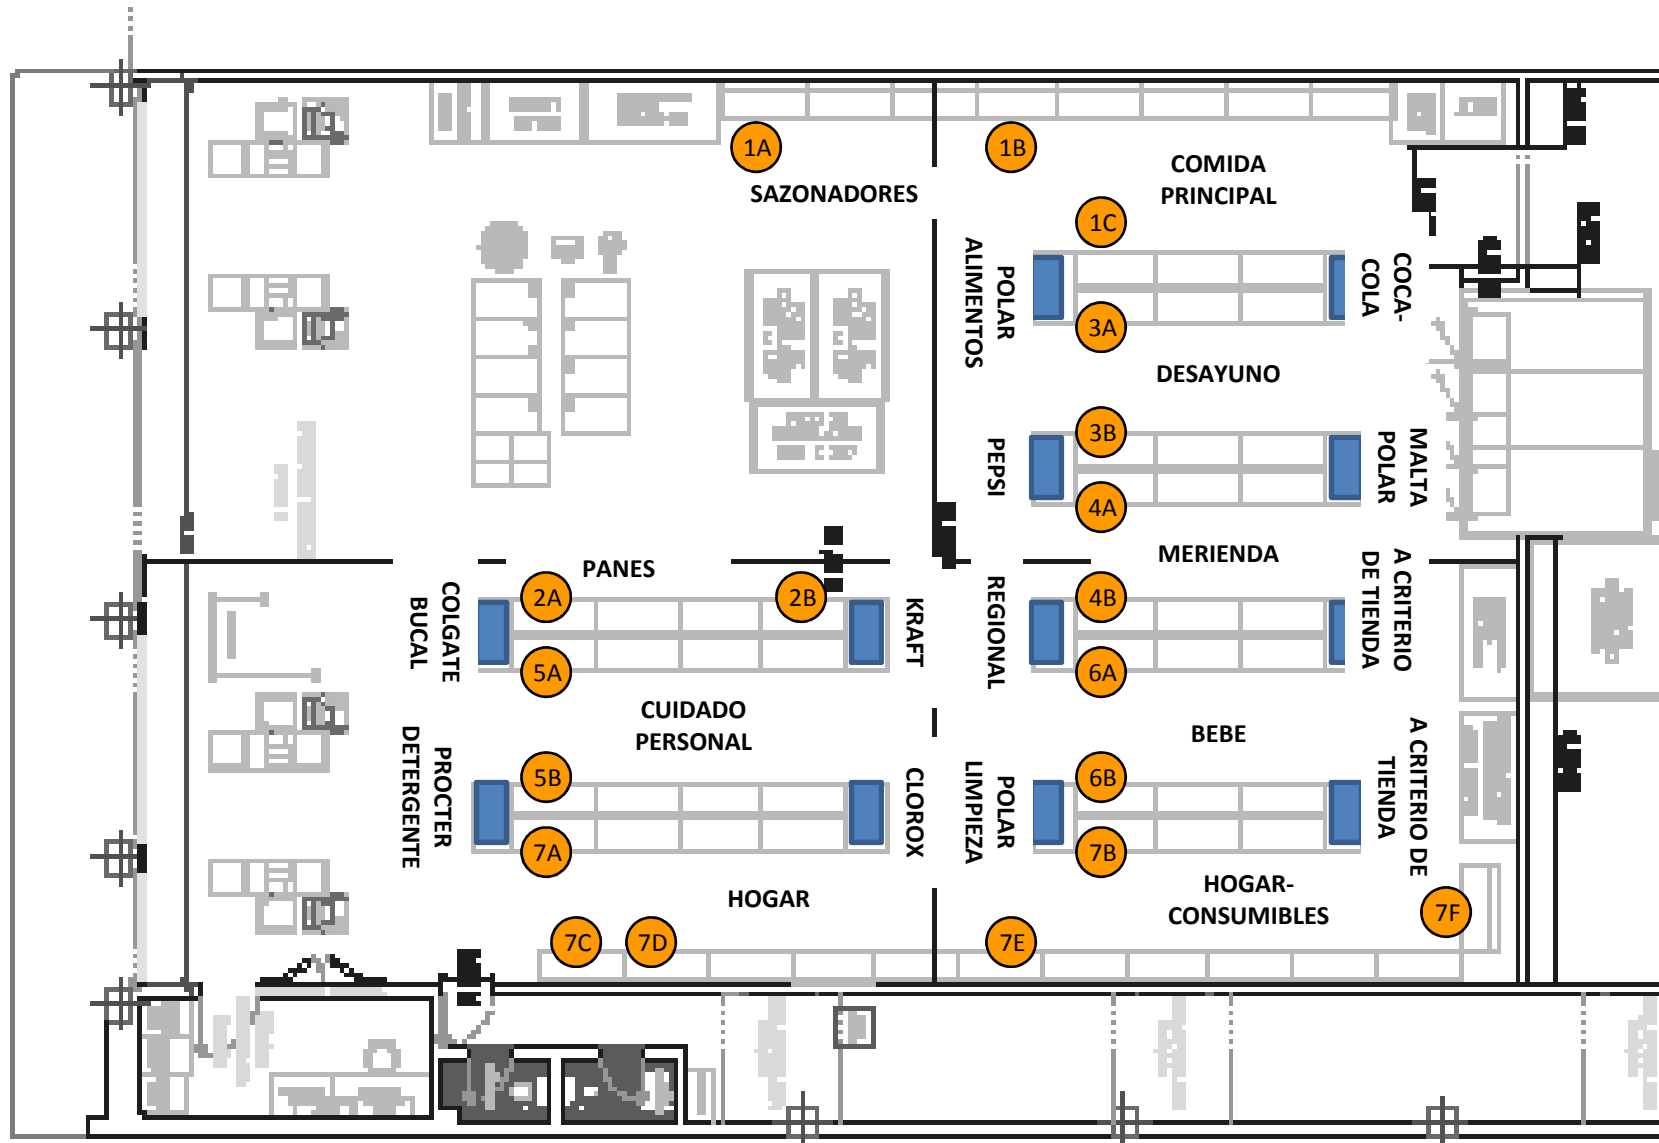 1A
1B
SAZONADORES
COMIDA
PRINCIPAL
1C
POLAR
ALIMENTOS
COCA-
COLA
3A
DESAYUNO
3B
PEPSI
MALTA
POLAR
4A
MERIENDA
PANES
2A
2B
COLGATE
BUCAL
KRAFT
REGIONAL
4B
A CRITERIO
DE TIENDA
5A
6A
CUIDADO
PERSONAL
BEBE
PROCTER
DETERGENTE
5B
CLOROX
POLAR
LIMPIEZA
6B
A CRITERIO DE
TIENDA
7A
7B
HOGAR
HOGAR-
CONSUMIBLES
7F
7C
7D
7E